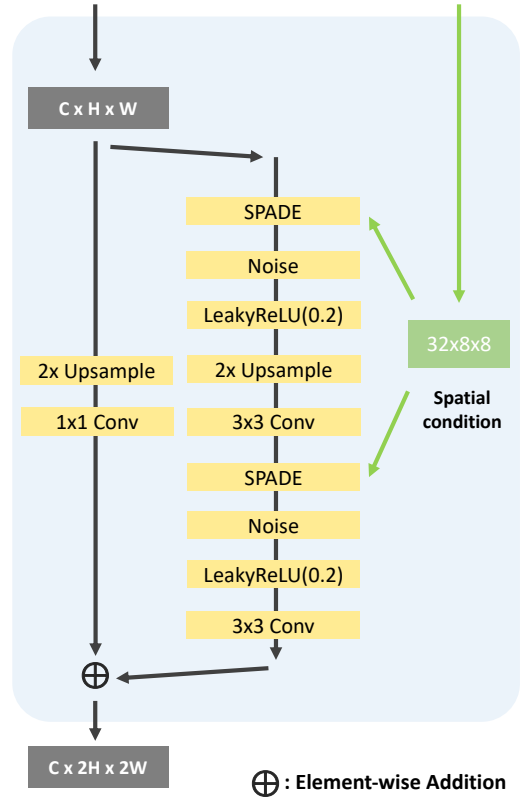 C x H x W
SPADE
Noise
LeakyReLU(0.2)
2x Upsample
3x3 Conv
SPADE
Noise
LeakyReLU(0.2)
3x3 Conv
2x Upsample
1x1 Conv
32x8x8
Spatial
condition
C x 2H x 2W
: Element-wise Addition